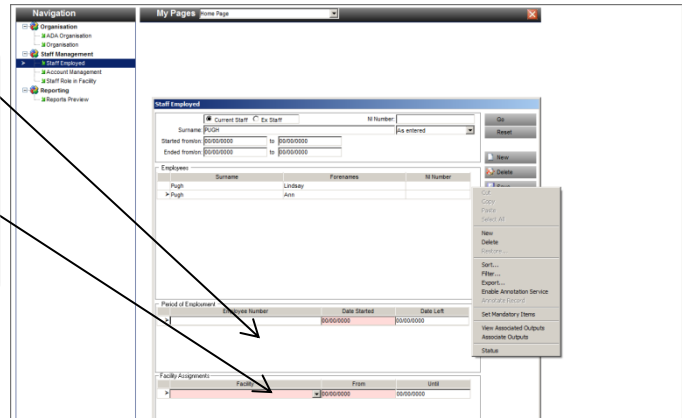 Navigation
My Pages Home Page
Organisation
ADA Organisation
Organisation
Staff Management
Staff Employed
Account Management
Staff Role in Facility
Reporting
Reports Preview
Staff Employed
Current Staff Ex Staff NI Number:
Surname: PUGH As entered
Started from/on: 00/00/0000 to 00/00/0000
Ended from/on: 00/00/0000 to 00/00/0000
Go
Reset
New
Delete
Save
Employees
Surname Forenames NI Number
Pugh Lindsay
> Pugh Ann
Cut
Copy
Paste
Select All
New
Delete
Restore...
Sort...
Filter...
Export...
Enable Annotation Service
Annotate Record
Set Mandatory Items
View Associated Outputs
Associate Outputs
Status
Period of Employment
Employee Number Date Started Date Left
> 00/00/0000 00/00/0000
Facility Assignments
Facility From Until
> 00/00/0000 00/00/0000